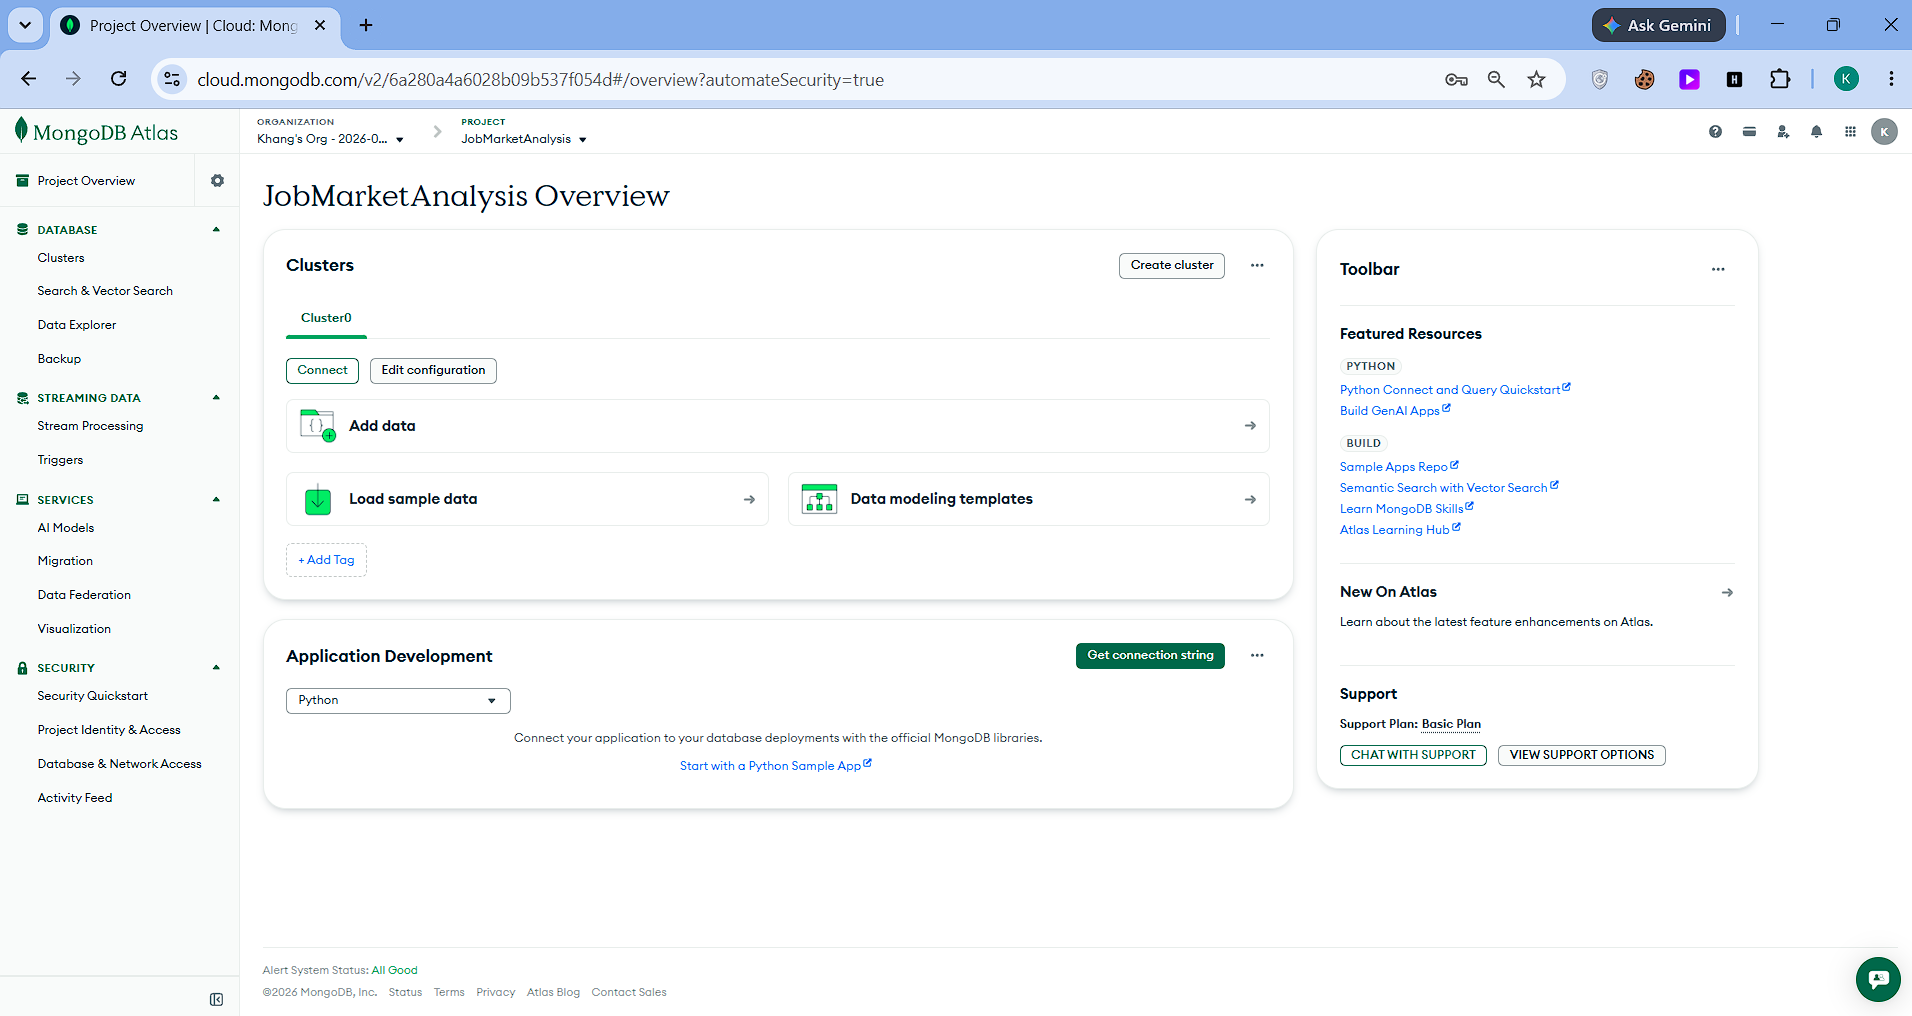 Project Overview | Cloud: Mong
Ask Gemini
cloud.mongodb.com/v2/6a280a4a6028b09b537f054d#/overview?automateSecurity=true
H
K
MongoDB Atlas
ORGANIZATION
Khang's Org - 2026-0...
PROJECT
JobMarketAnalysis
K
Project Overview
DATABASE
Clusters
Search & Vector Search
Data Explorer
Backup
STREAMING DATA
Stream Processing
Triggers
SERVICES
AI Models
Migration
Data Federation
Visualization
SECURITY
Security Quickstart
Project Identity & Access
Database & Network Access
Activity Feed
JobMarketAnalysis Overview
Clusters
Create cluster
Cluster0
Connect
Edit configuration
Add data
Load sample data
Data modeling templates
+ Add Tag
Application Development
Get connection string
Python
Connect your application to your database deployments with the official MongoDB libraries.
Start with a Python Sample App
Toolbar
Featured Resources
PYTHON
Python Connect and Query Quickstart
Build GenAI Apps
BUILD
Sample Apps Repo
Semantic Search with Vector Search
Learn MongoDB Skills
Atlas Learning Hub
New On Atlas
Learn about the latest feature enhancements on Atlas.
Support
Support Plan: Basic Plan
CHAT WITH SUPPORT
VIEW SUPPORT OPTIONS
Alert System Status: All Good
©2026 MongoDB, Inc. Status Terms Privacy Atlas Blog Contact Sales